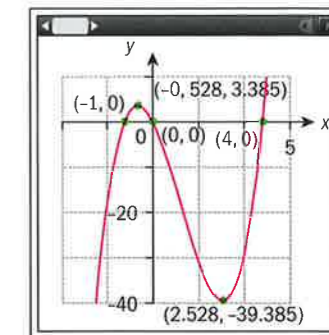 y
(-0, 528, 3.385)
(-1, 0)
x
0
(0, 0)
(4, 0)
5
-20
-40
(2.528, -39.385)